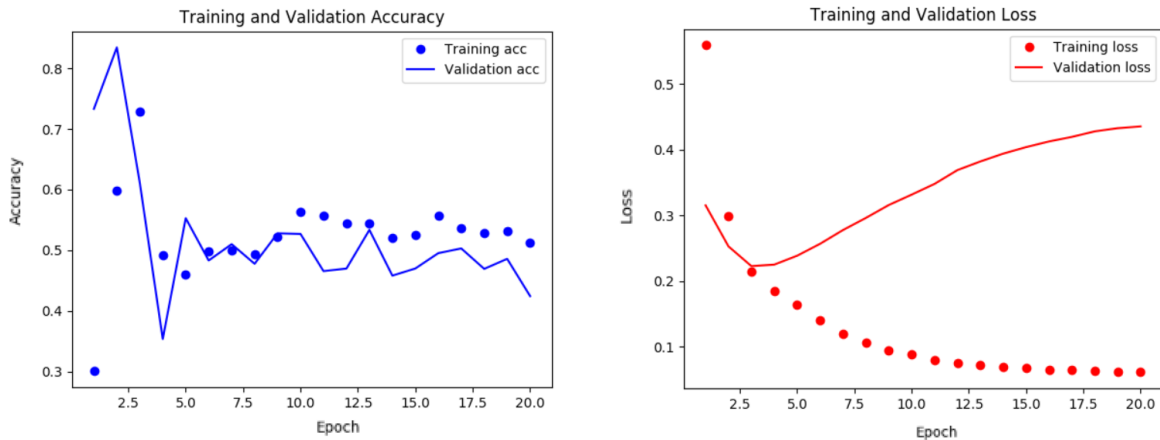 Training and Validation Accuracy
Training acc
Validation acc
Accuracy
0.8
0.7
0.6
0.5
0.4
0.3
2.5 5.0 7.5 10.0 12.5 15.0 17.5 20.0
Epoch
Training and Validation Loss
Training loss
Validation loss
Loss
0.5
0.4
0.3
0.2
0.1
2.5 5.0 7.5 10.0 12.5 15.0 17.5 20.0
Epoch